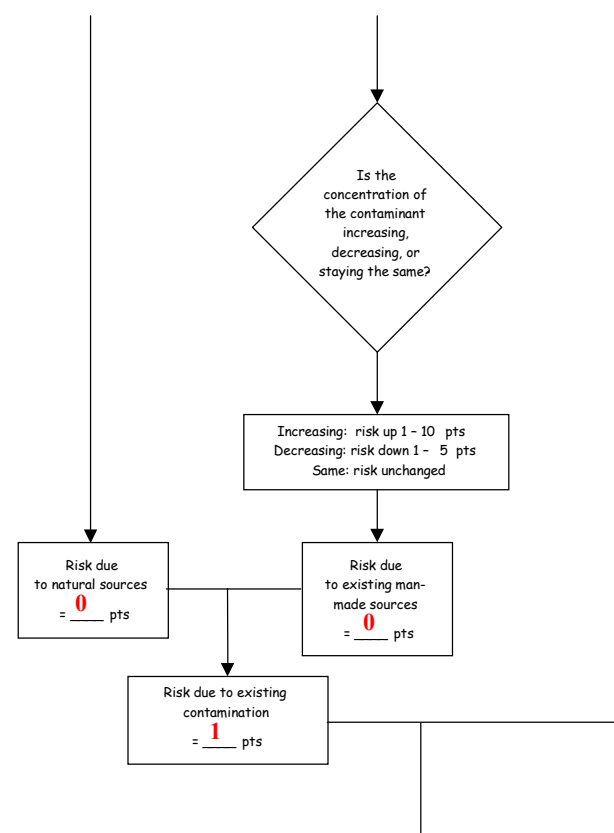 Is the
concentration of
the contaminant
increasing,
decreasing, or
staying the same?
Increasing: risk up 1 – 10 pts
Decreasing: risk down 1 – 5 pts
Same: risk unchanged
Risk due
to natural sources
= 0 pts
Risk due
to existing man-
made sources
= 0 pts
Risk due to existing
contamination
= 1 pts